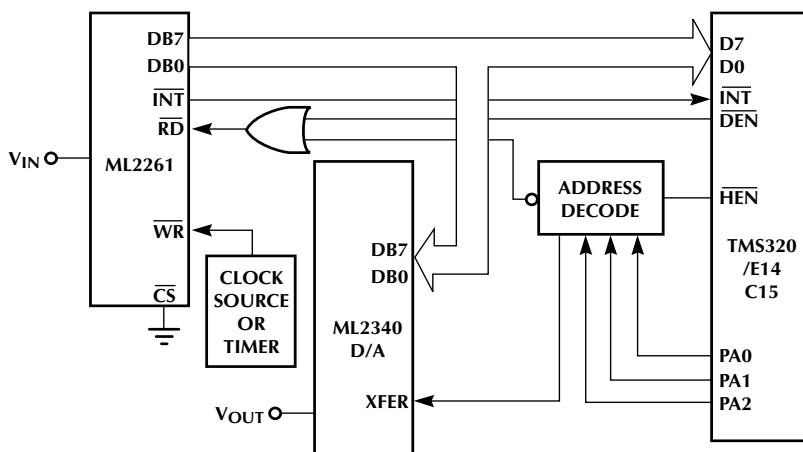 DB7
DB0
INT
RD
VIN
ML2261
WR
CS
CLOCK
SOURCE
OR
TIMER
DB7
DB0
ML2340
D/A
XFER
VOUT
ADDRESS
DECODE
D7
D0
INT
DEN
HEN
TMS320
/E14
C15
PA0
PA1
PA2